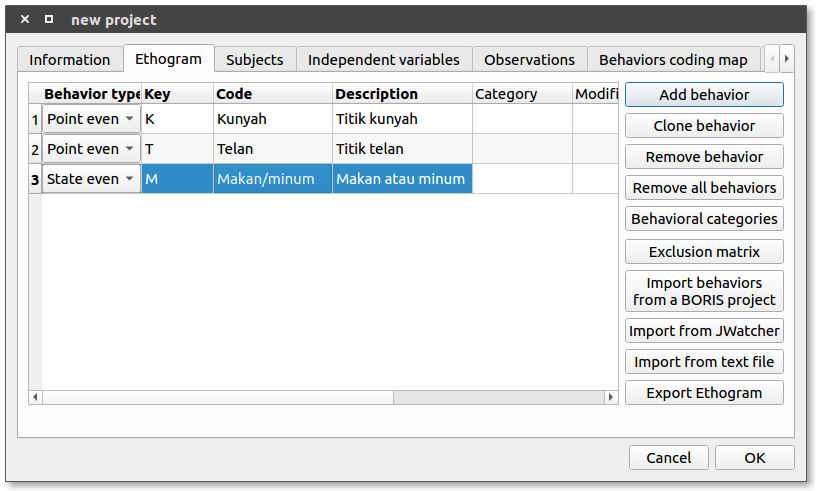 new project
Information Ethogram Subjects Independent variables Observations Behaviors coding map
Behavior type Key Code Description Category Modifi
1 Point even K Kunyah Titik kunyah
2 Point even T Telan Titik telan
3 State even M Makan/minum Makan atau minum
Add behavior
Clone behavior
Remove behavior
Remove all behaviors
Behavioral categories
Exclusion matrix
Import behaviors
from a BORIS project
Import from JWatcher
Import from text file
Export Ethogram
Cancel OK